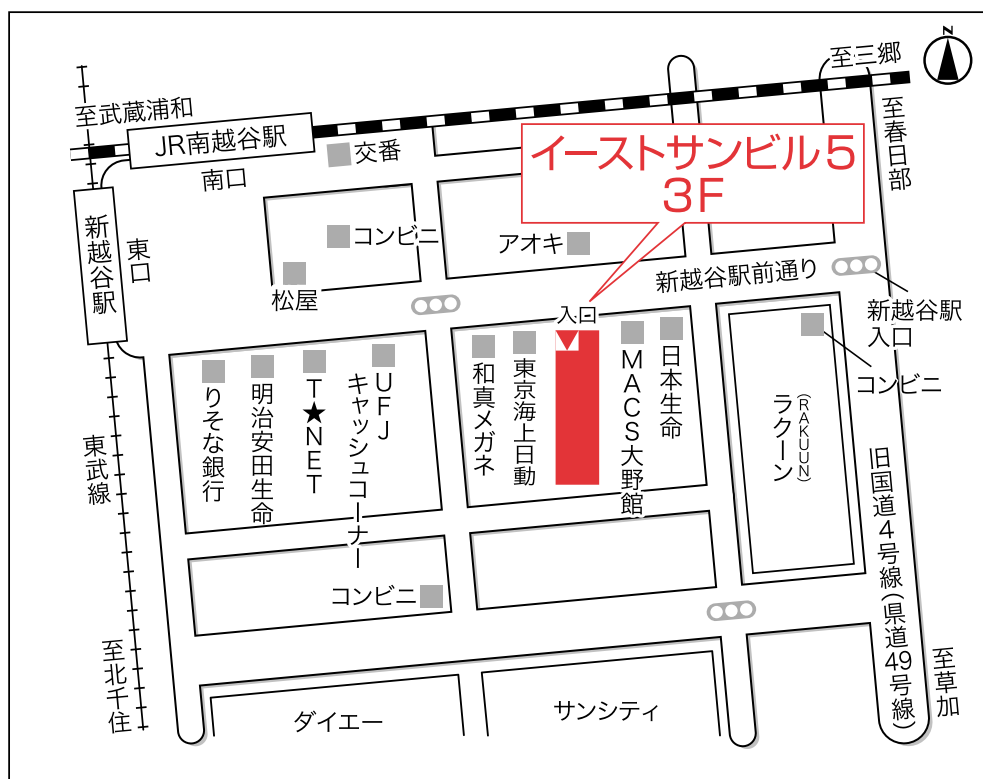 N
至三郷
至武蔵浦和
JR南越谷駅
交番
南口
至春日部
イーストサンビル5
3F
新越谷駅
東口
コンビニ
アオキ
松屋
新越谷駅前通り
新越谷駅
入口
入口
コンビニ
りそな銀行
明治安田生命
T★NET
UFJ
キャッシュコーナー
和真メガネ
東京海上日動
MACS大野館
日本生命
ラクーン
(RAKUUN)
東武線
旧国道4号線(県道49号線)
コンビニ
至北千住
至草加
ダイエー
サンシティ